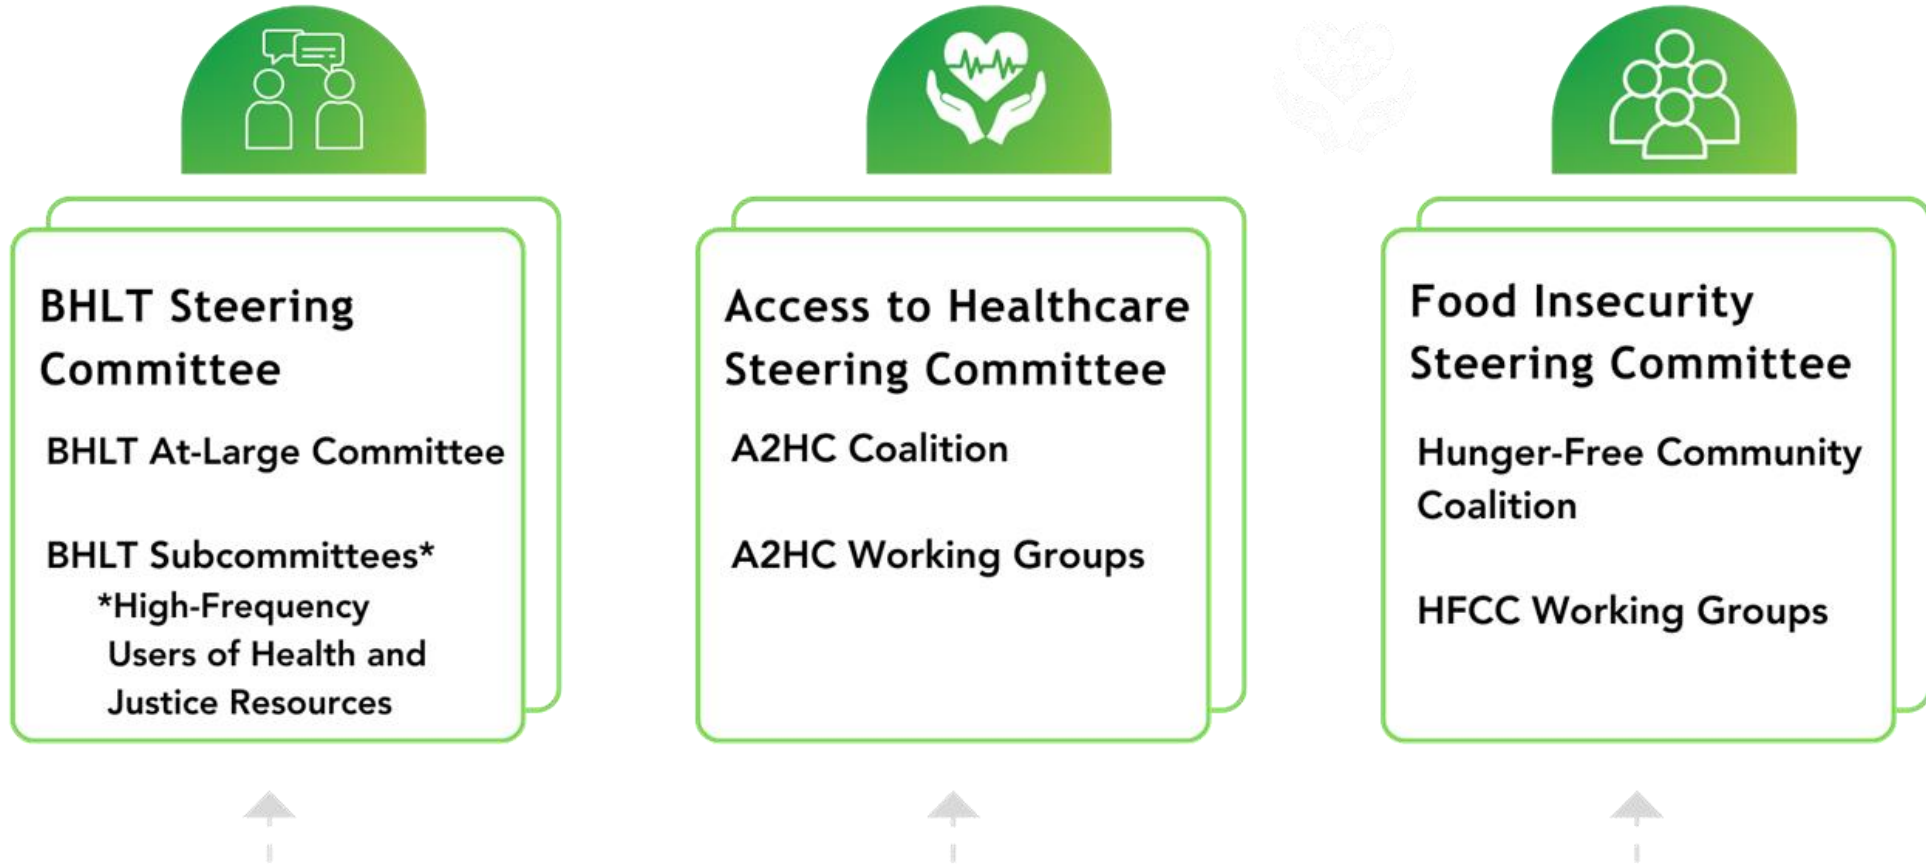 BHLT Steering
Committee
BHLT At-Large Committee
BHLT Subcommittees*
*High-Frequency
Users of Health and
Justice Resources
Access to Healthcare
Steering Committee
A2HC Coalition
A2HC Working Groups
Food Insecurity
Steering Committee
Hunger-Free Community
Coalition
HFCC Working Groups